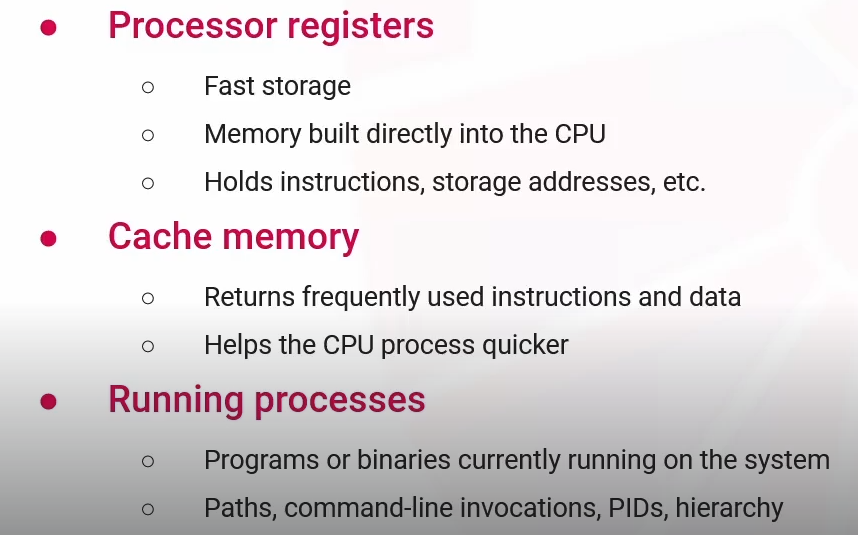 ● Processor registers
○ Fast storage
○ Memory built directly into the CPU
○ Holds instructions, storage addresses, etc.
● Cache memory
○ Returns frequently used instructions and data
○ Helps the CPU process quicker
● Running processes
○ Programs or binaries currently running on the system
○ Paths, command-line invocations, PIDs, hierarchy